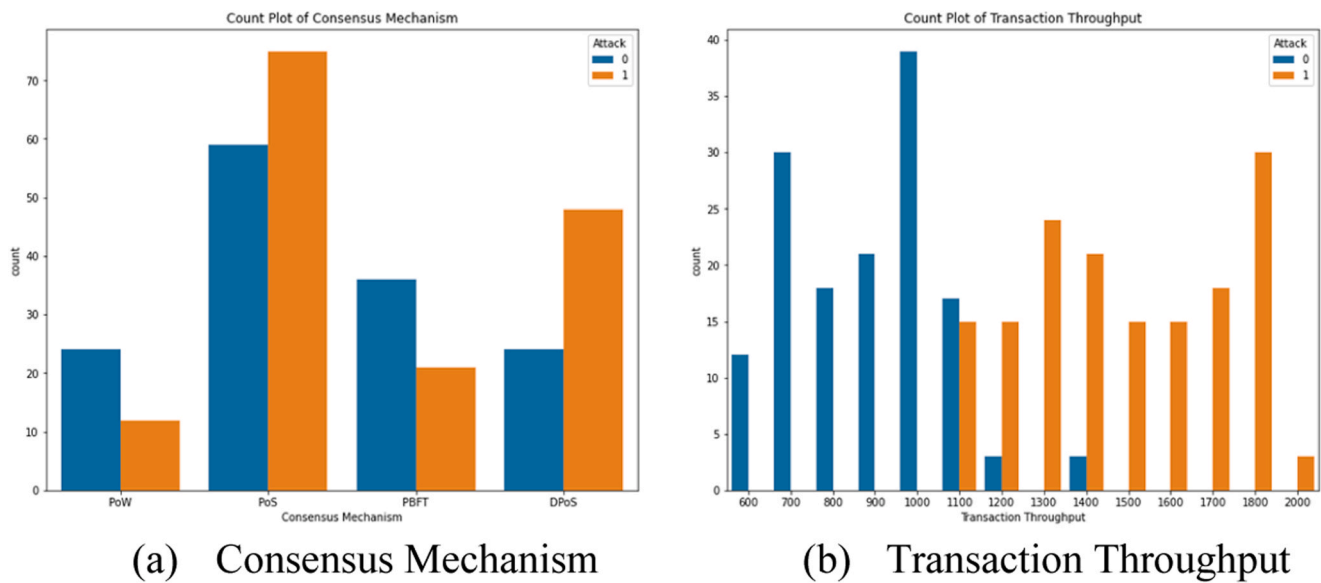 Count Plot of Consensus Mechanism
Attack
0
1
70
60
50
40
30
20
10
0
count
PoW PoS PBFT DPoS
Consensus Mechanism
(a) Consensus Mechanism
Count Plot of Transaction Throughput
Attack
0
1
40
35
30
25
20
15
10
5
0
count
600 700 800 900 1000 1100 1200 1300 1400 1500 1600 1700 1800 2000
Transaction Throughput
(b) Transaction Throughput